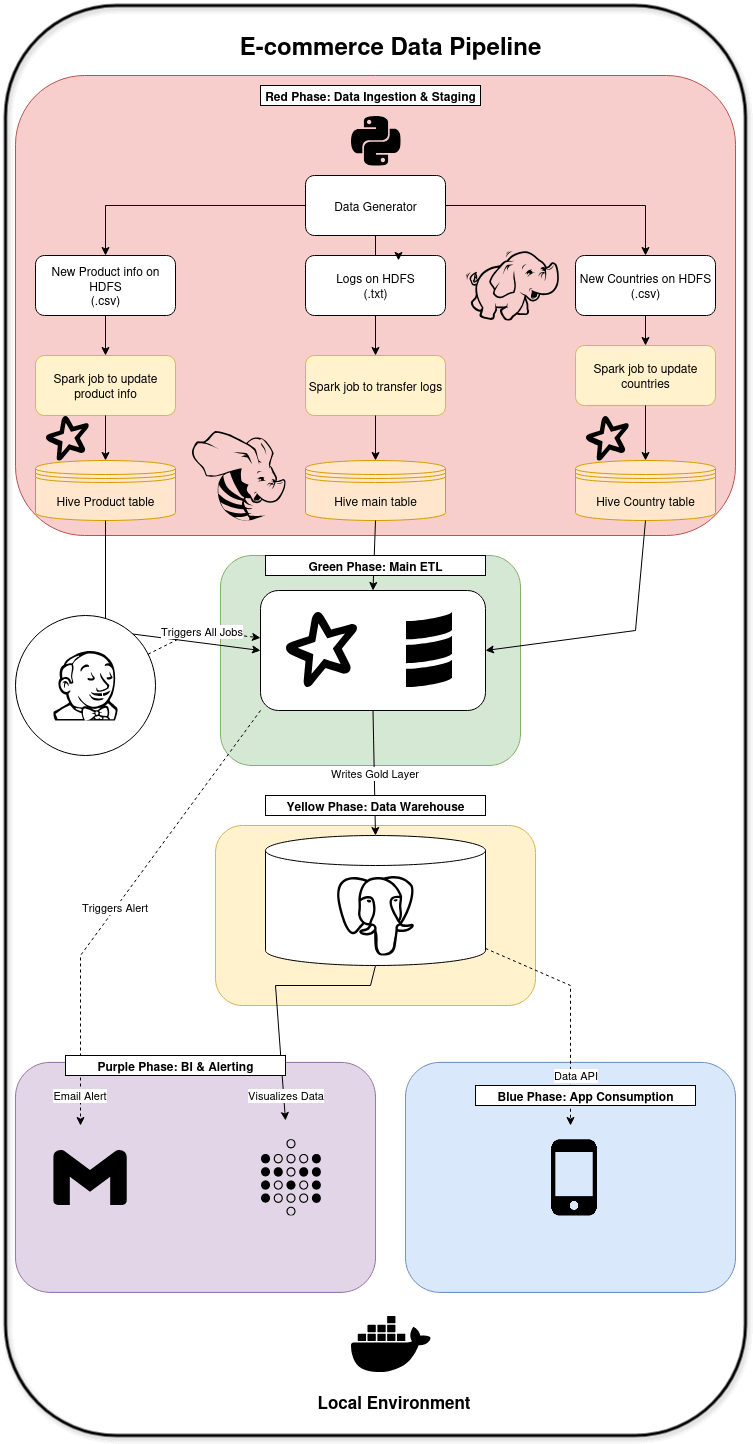 E-commerce Data Pipeline
Red Phase: Data Ingestion & Staging
Data Generator
New Product info on
HDFS
(.csv)
Logs on HDFS
(.txt)
New Countries on HDFS
(.csv)
Spark job to update
product info
Spark job to transfer logs
Spark job to update
countries
Hive Product table
Hive main table
Hive Country table
Green Phase: Main ETL
Triggers All Jobs
Writes Gold Layer
Yellow Phase: Data Warehouse
Triggers Alert
Purple Phase: BI & Alerting
Email Alert
Visualizes Data
Data API
Blue Phase: App Consumption
Local Environment